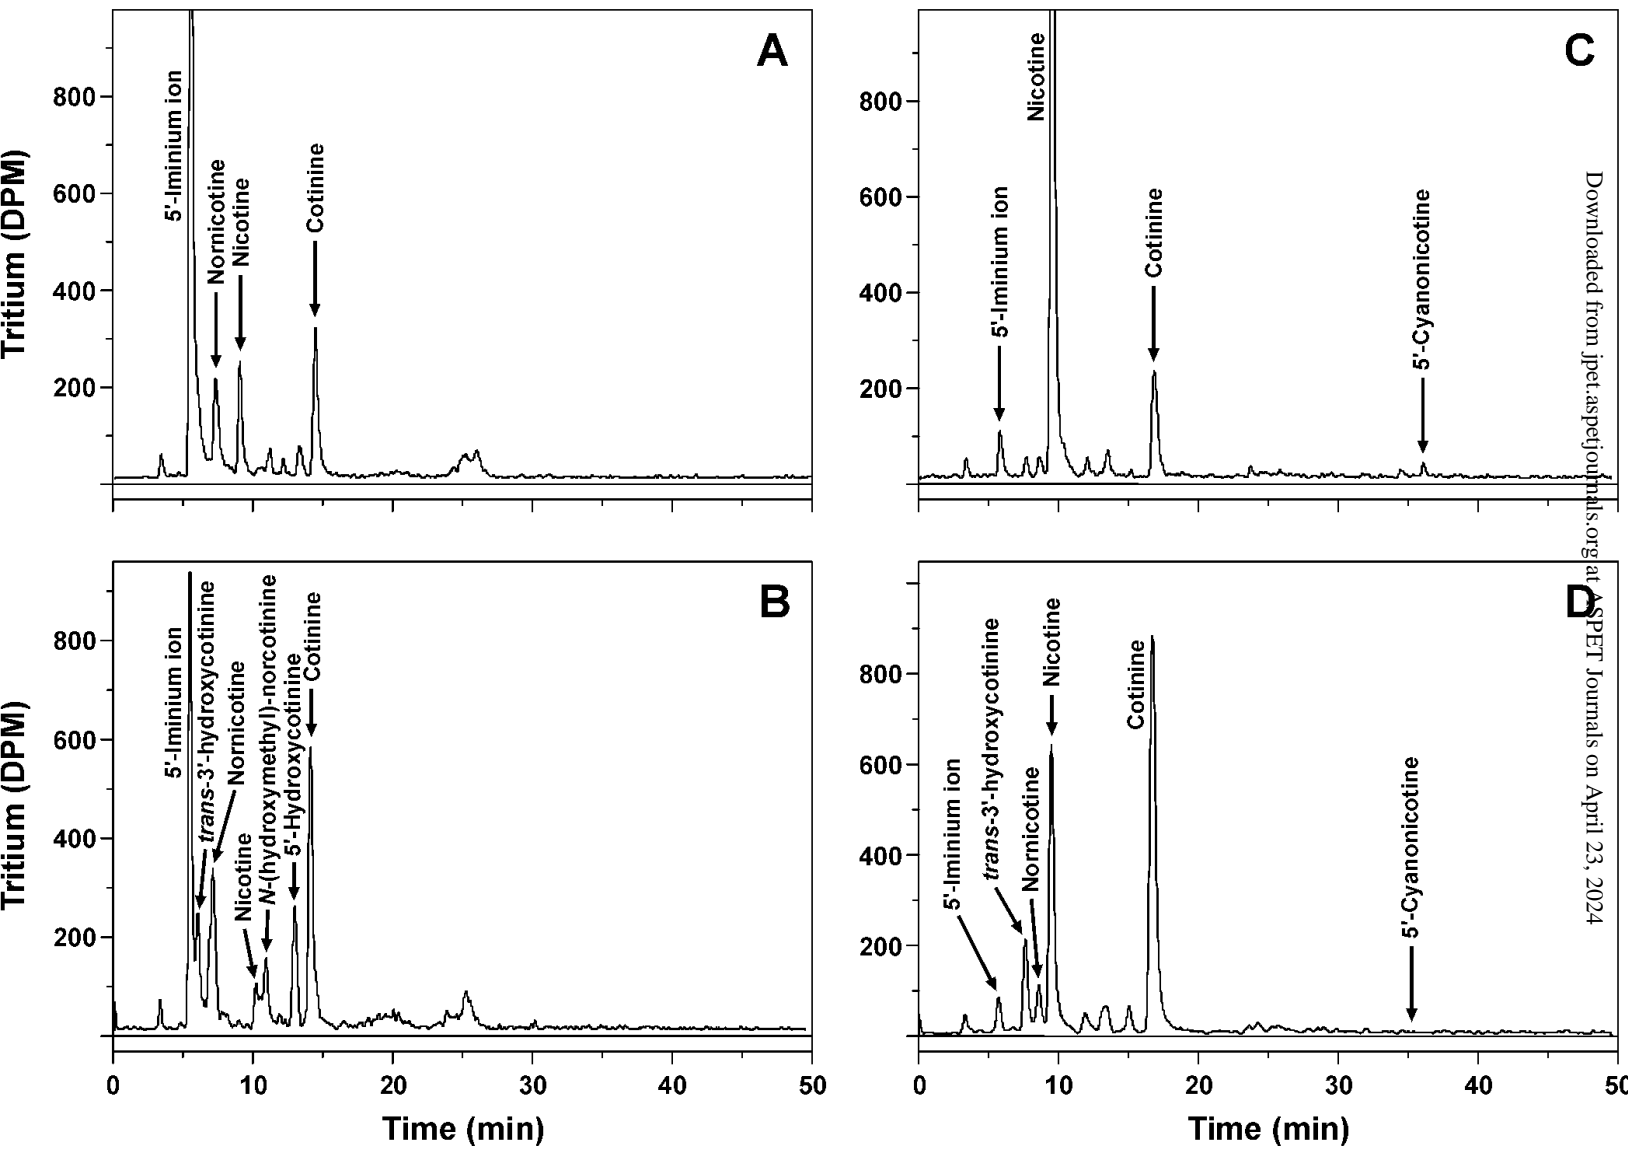 A
Tritium (DPM)
800
600
400
200
5'-Iminium ion
Nornicotine
Nicotine
Cotinine
C
Tritium (DPM)
800
600
400
200
Nicotine
5'-Iminium ion
Cotinine
5'-Cyanonicotine
B
Tritium (DPM)
800
600
400
200
5'-Iminium ion
trans-3'-hydroxycotinine
Nornicotine
Nicotine
N-(hydroxymethyl)-norcotinine
5'-Hydroxycotinine
Cotinine
0 10 20 30 40 50
Time (min)
D
800
600
400
200
5'-Iminium ion
trans-3'-hydroxycotinine
Nornicotine
Nicotine
Cotinine
5'-Cyanonicotine
0 10 20 30 40 50
Time (min)
Downloaded from jpet.aspetjournals.org at ASPET Journals on April 23, 2024